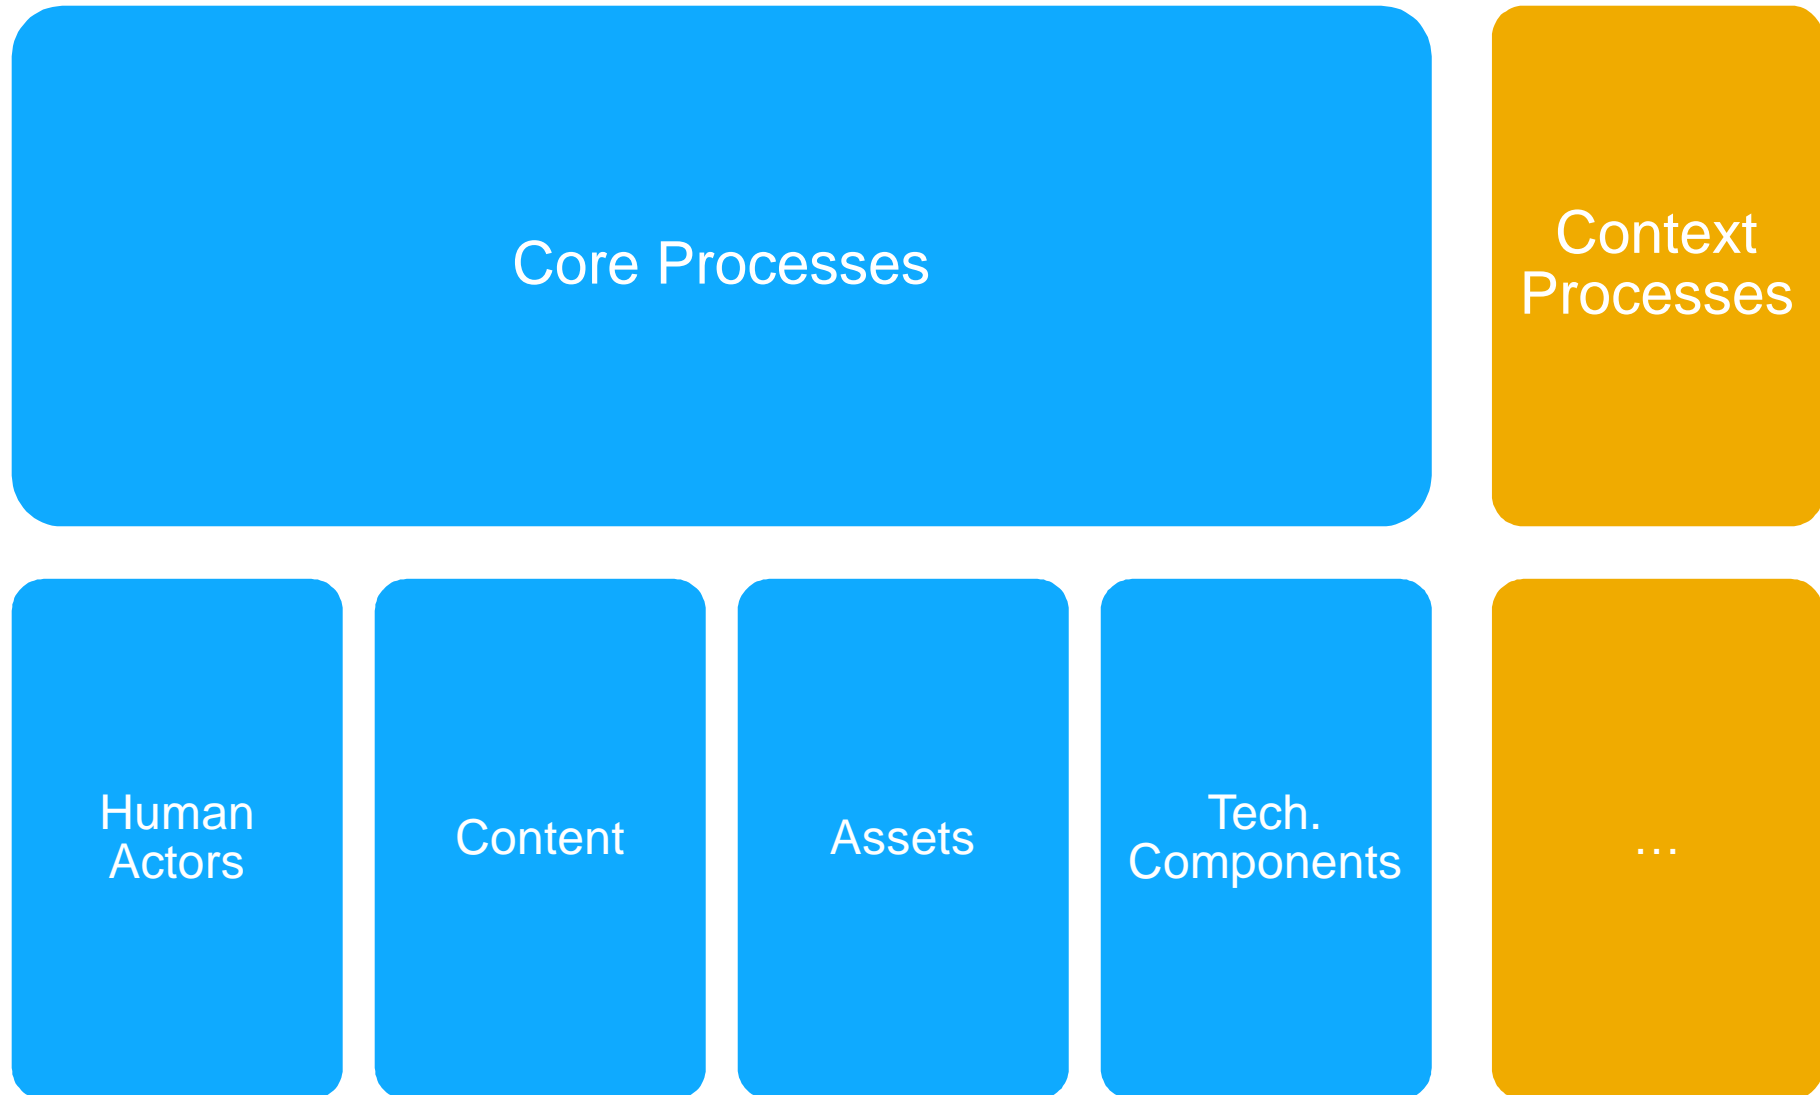 Core Processes
Context
Processes
Human
Actors
Content
Assets
Tech.
Components
…